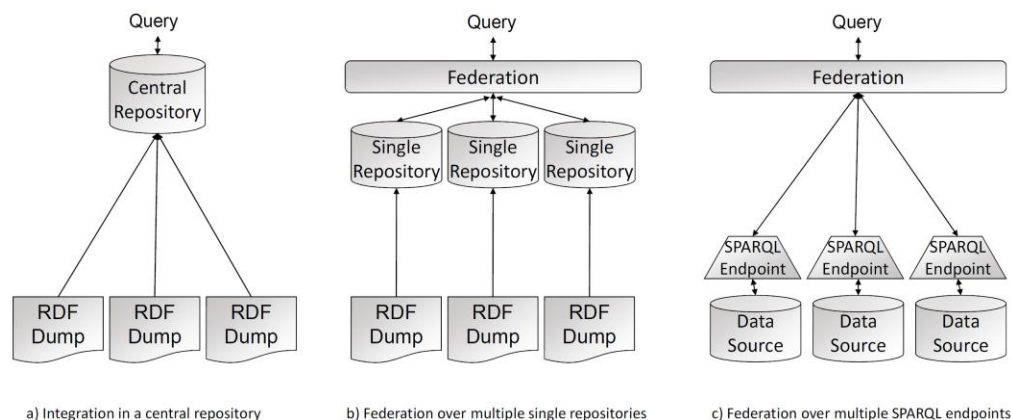 Query
Central
Repository
RDF
Dump
RDF
Dump
RDF
Dump
a) Integration in a central repository
Query
Federation
Single
Repository
Single
Repository
Single
Repository
RDF
Dump
RDF
Dump
RDF
Dump
b) Federation over multiple single repositories
Query
Federation
SPARQL
Endpoint
SPARQL
Endpoint
SPARQL
Endpoint
Data
Source
Data
Source
Data
Source
c) Federation over multiple SPARQL endpoints